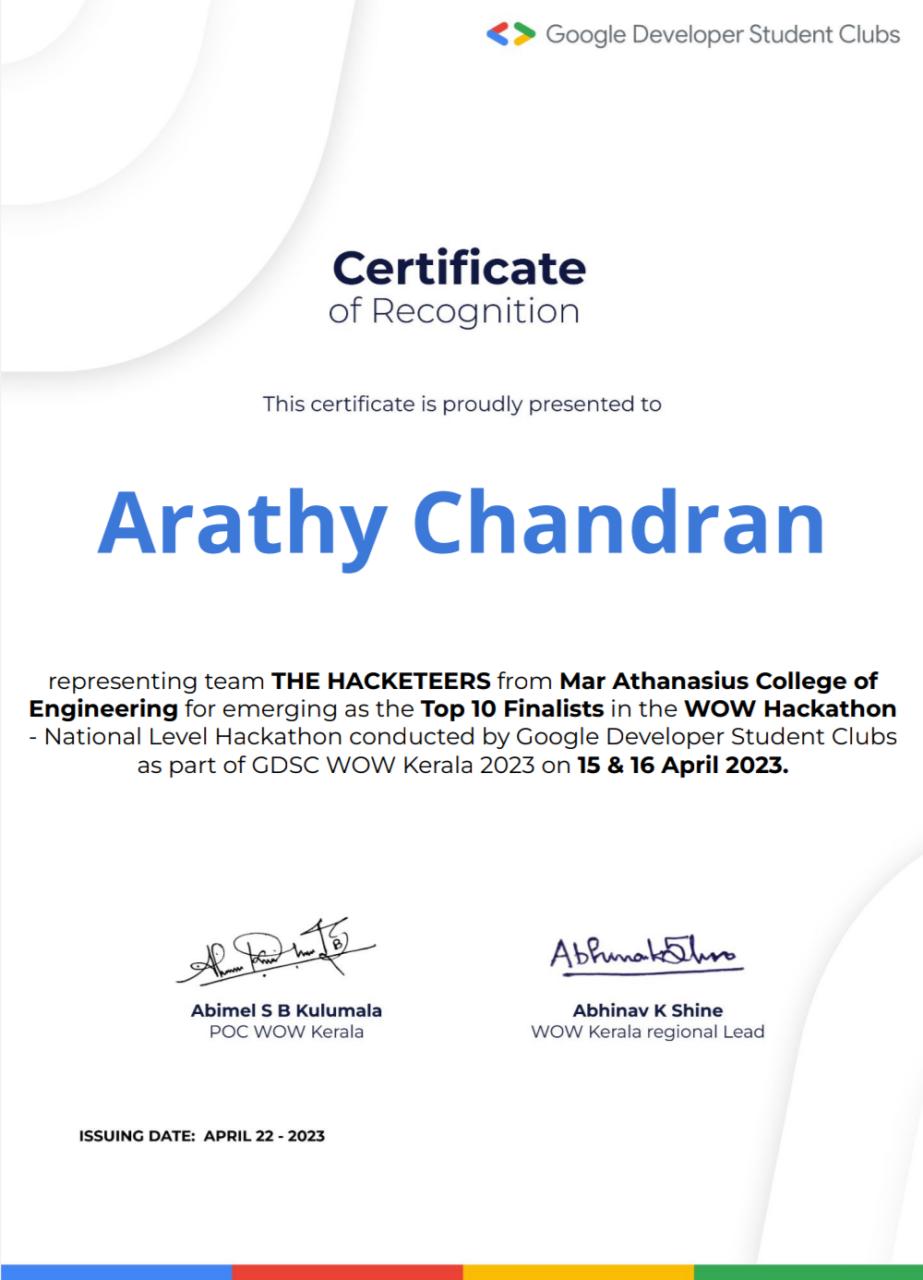 Google Developer Student Clubs
Certificate
of Recognition
This certificate is proudly presented to
Arathy Chandran
representing team THE HACKETEERS from Mar Athanasius College of
Engineering for emerging as the Top 10 Finalists in the WOW Hackathon
- National Level Hackathon conducted by Google Developer Student Clubs
as part of GDSC WOW Kerala 2023 on 15 & 16 April 2023.
Abimel S B Kulumala
POC WOW Kerala
Abhinav K Shine
WOW Kerala regional Lead
ISSUING DATE: APRIL 22 - 2023